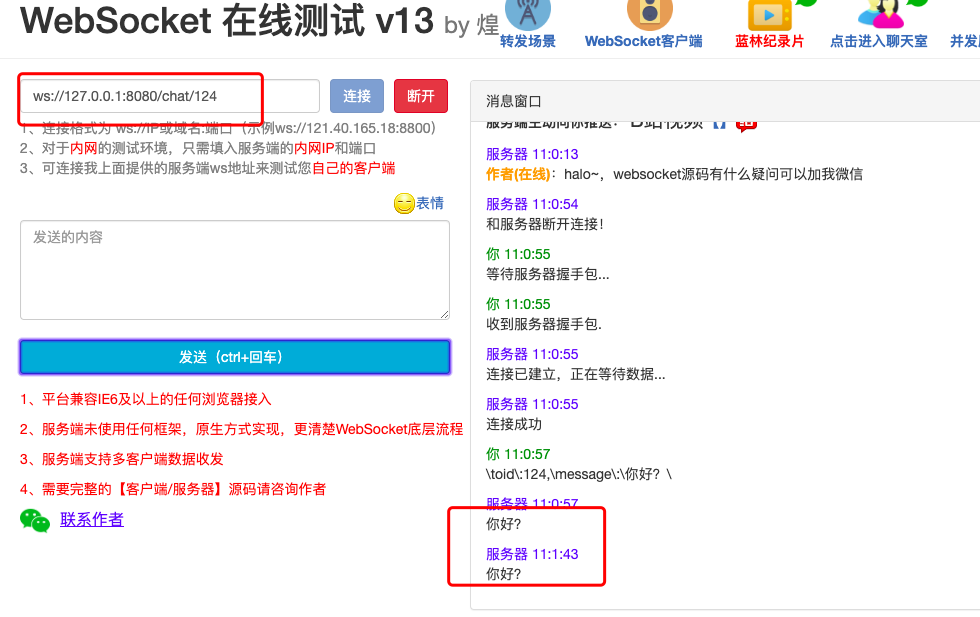 WebSocket 在线测试 v13 by 煌
转发场景
WebSocket客户端
蓝林纪录片
点击进入聊天室
ws://127.0.0.1:8080/chat/124
连接
断开
1、连接格式为 ws://IP或域名:端口（示例ws://121.40.165.18:8800）
2、对于内网的测试环境，只需填入服务端的内网IP和端口
3、可连接我上面提供的服务端ws地址来测试您自己的客户端
表情
发送的内容
发送（ctrl+回车）
1、平台兼容IE6及以上的任何浏览器接入
2、服务端未使用任何框架，原生方式实现，更清楚WebSocket底层流程
3、服务端支持多客户端数据收发
4、需要完整的【客户端/服务器】源码请咨询作者
联系作者
消息窗口
服务端主动向你推送：B站视频
服务器 11:0:13
作者(在线)：halo~，websocket源码有什么疑问可以加我微信
服务器 11:0:54
和服务器断开连接！
你 11:0:55
等待服务器握手包...
你 11:0:55
收到服务器握手包.
服务器 11:0:55
连接已建立，正在等待数据...
服务器 11:0:55
连接成功
你 11:0:57
\toid\:124,\message\:\你好？\
服务器 11:0:57
你好?
服务器 11:1:43
你好?